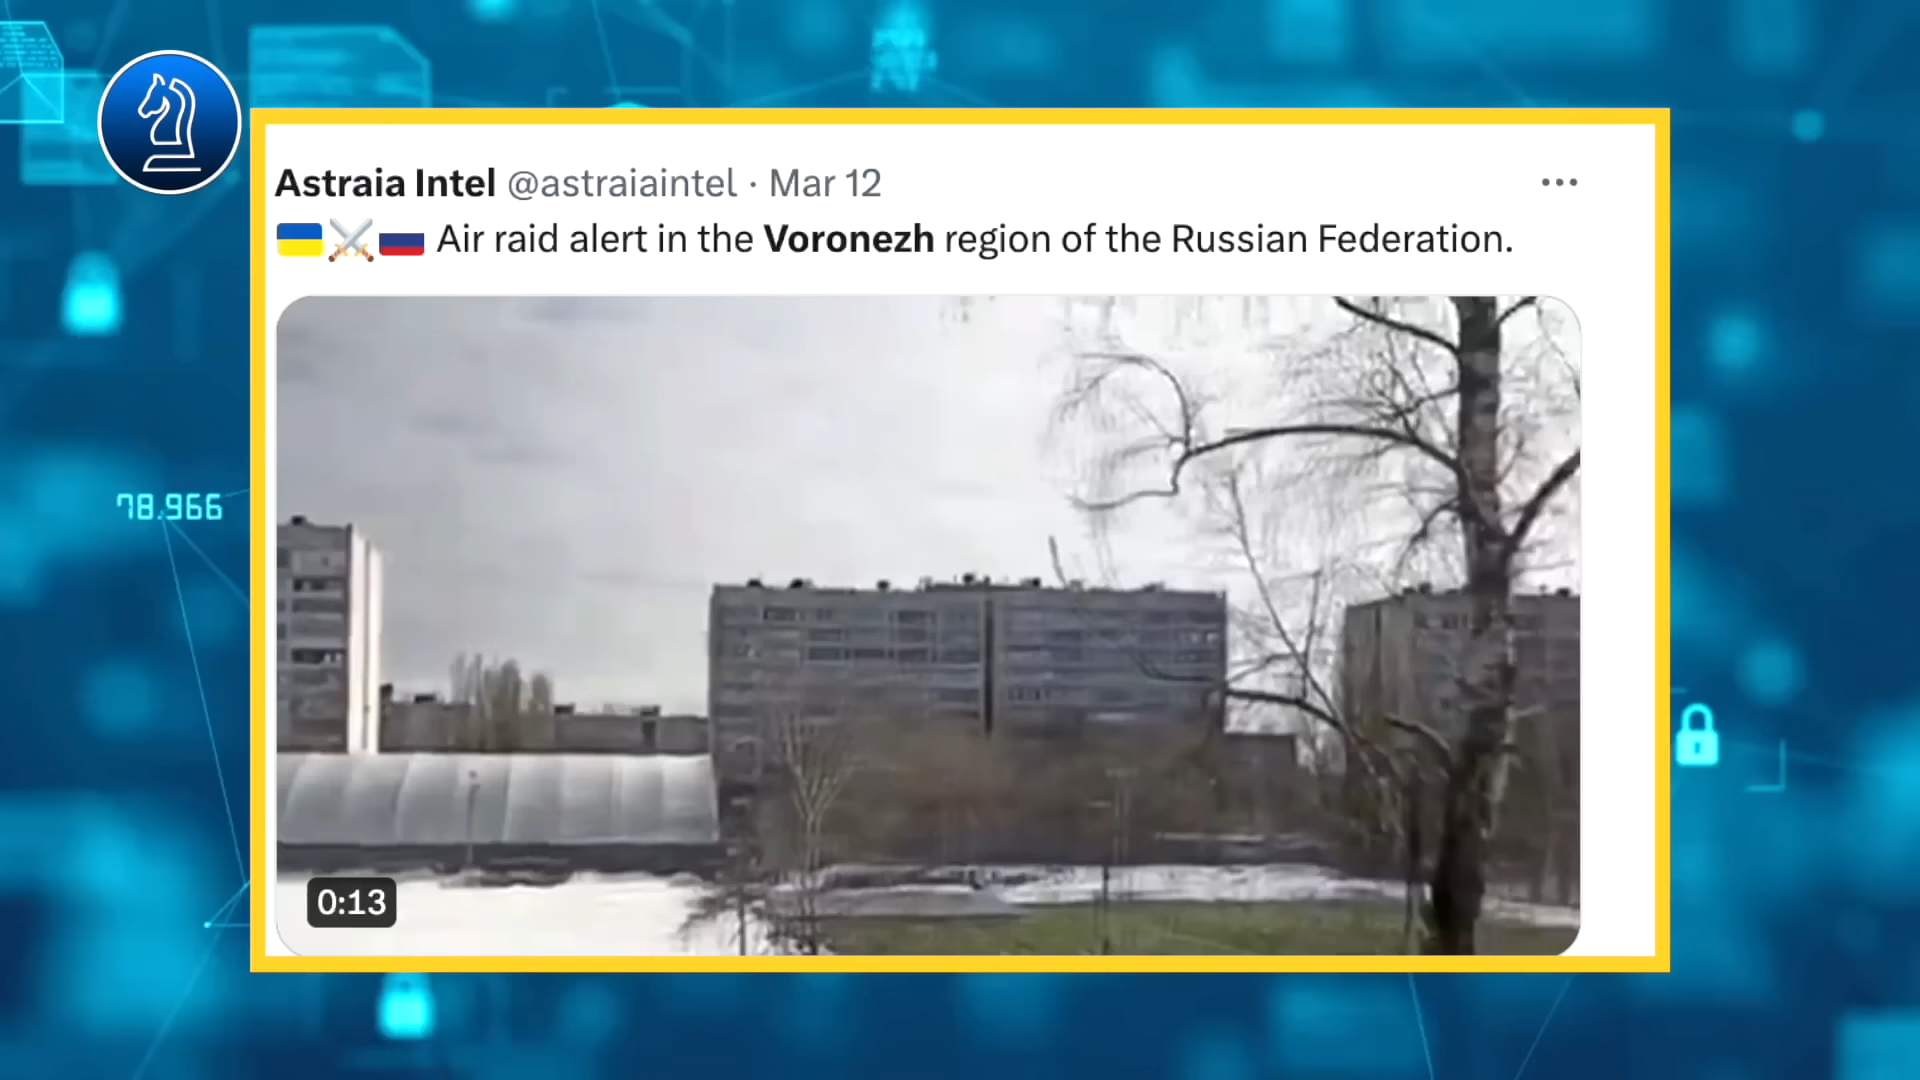 Astraia Intel @astraiaintel · Mar 12 ...
🇺🇦⚔️🇷🇺 Air raid alert in the Voronezh region of the Russian Federation.
78.966
0:13